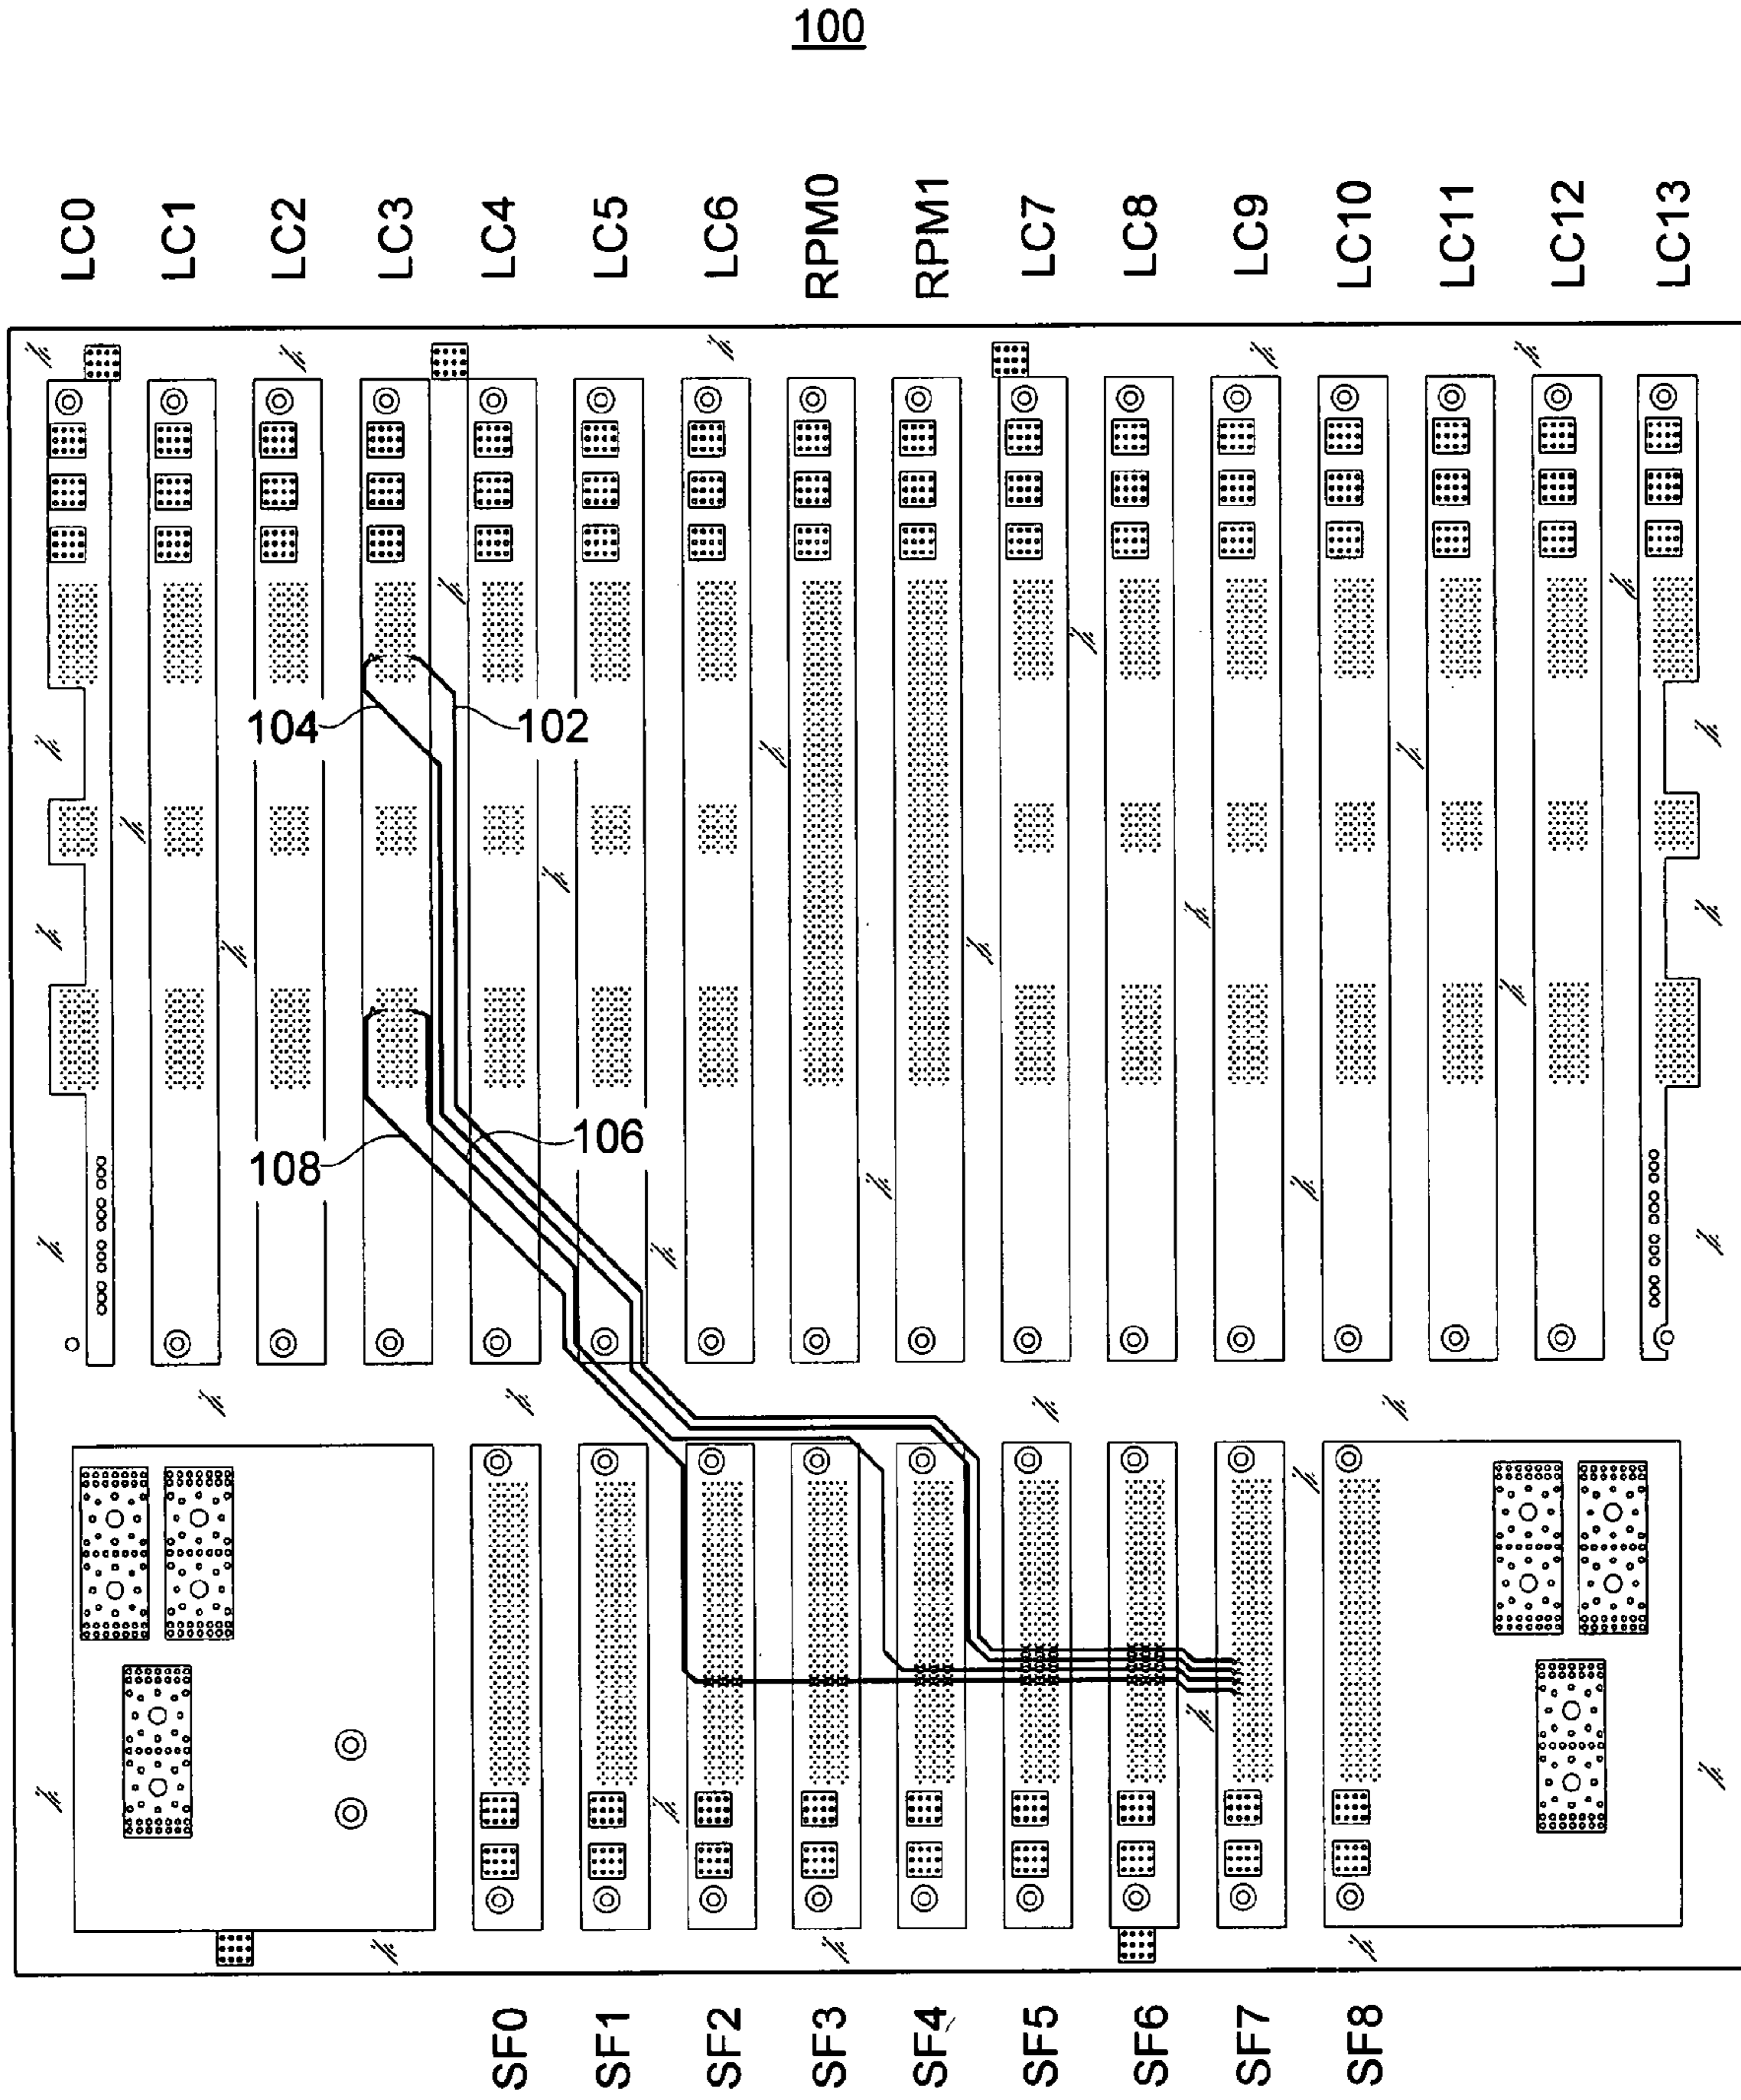 100
LC0
LC1
LC2
LC3
LC4
LC5
LC6
RPM0
RPM1
LC7
LC8
LC9
LC10
LC11
LC12
LC13
104
102
106
108
SF0
SF1
SF2
SF3
SF4
SF5
SF6
SF7
SF8